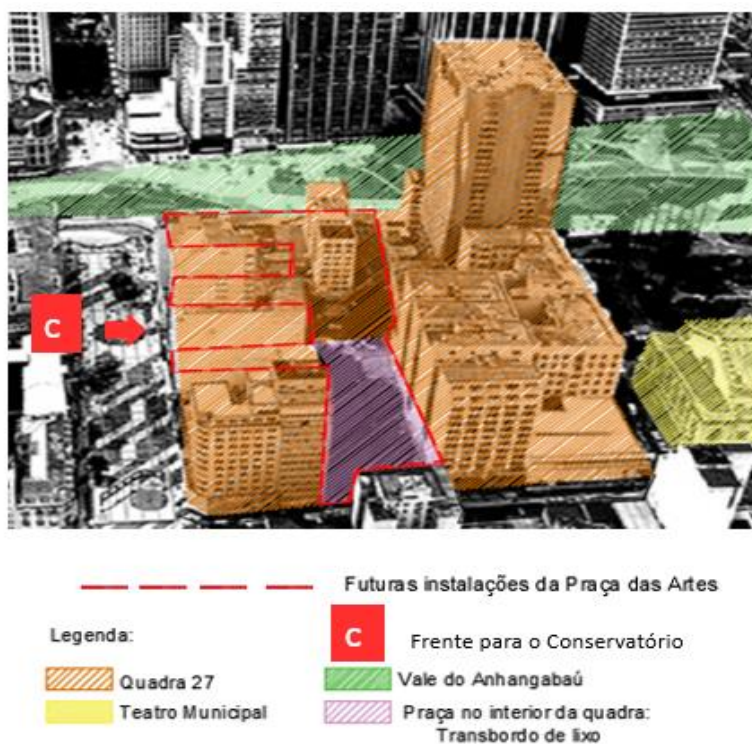 C
Futuras instalações da Praça das Artes
Legenda:
C
Frente para o Conservatório
Quadra 27
Vale do Anhangabaú
Teatro Municipal
Praça no interior da quadra:
Transbordo de lixo